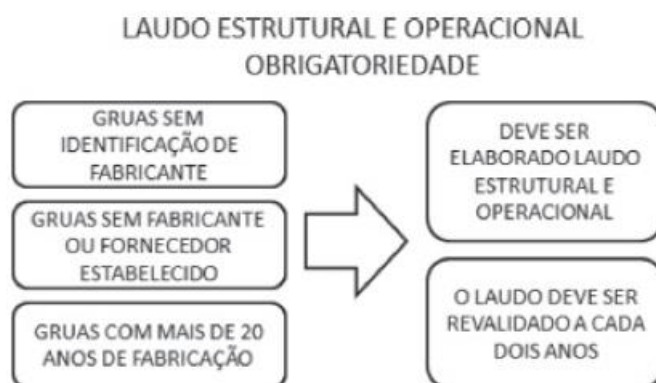 LAUDO ESTRUTURAL E OPERACIONAL
OBRIGATORIEDADE
GRUAS SEM
IDENTIFICAÇÃO DE
FABRICANTE
GRUAS SEM FABRICANTE
OU FORNECEDOR
ESTABELECIDO
GRUAS COM MAIS DE 20
ANOS DE FABRICAÇÃO
DEVE SER
ELABORADO LAUDO
ESTRUTURAL E
OPERACIONAL
O LAUDO DEVE SER
REVALIDADO A CADA
DOIS ANOS